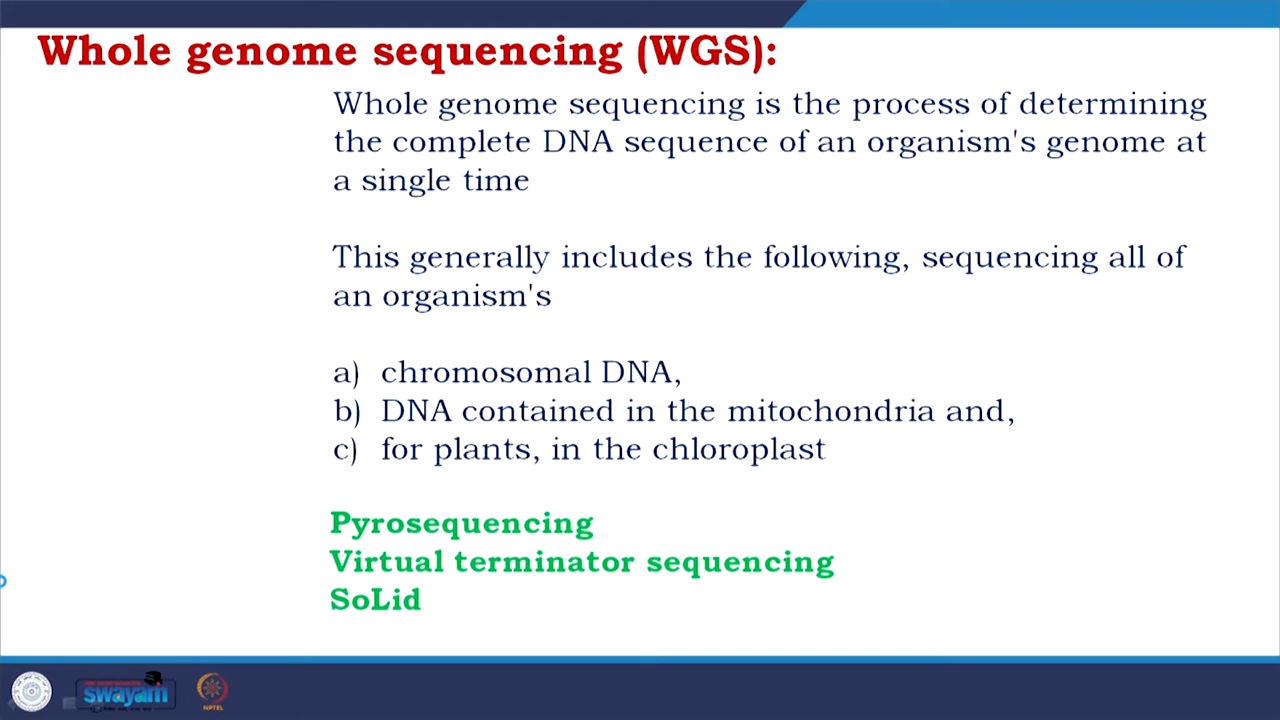 Whole genome sequencing (WGS):
Whole genome sequencing is the process of determining
the complete DNA sequence of an organism's genome at
a single time
This generally includes the following, sequencing all of
an organism's
a) chromosomal DNA,
b) DNA contained in the mitochondria and,
c) for plants, in the chloroplast
Pyrosequencing
Virtual terminator sequencing
SoLid
swayam
NPTEL